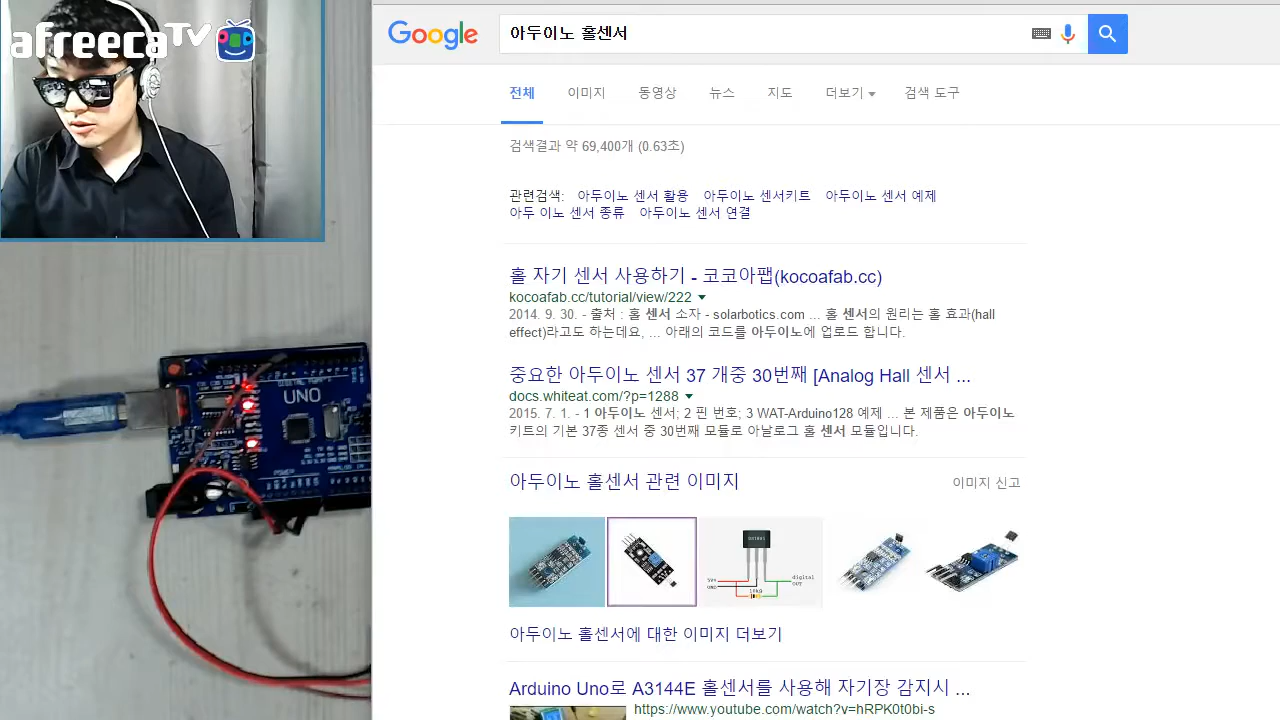 afreecaTV
Google
아두이노 홀센서
전체 이미지 동영상 뉴스 지도 더보기 검색 도구
검색결과 약 69,400개 (0.63초)
관련검색: 아두이노 센서 활용 아두이노 센서키트 아두이노 센서 예제
아두 이노 센서 종류 아두이노 센서 연결
홀 자기 센서 사용하기 - 코코아팹(kocoafab.cc)
kocoafab.cc/tutorial/view/222
2014. 9. 30. - 출처 : 홀 센서 소자 - solarbotics.com ... 홀 센서의 원리는 홀 효과(hall
effect)라고도 하는데요, ... 아래의 코드를 아두이노에 업로드 합니다.
중요한 아두이노 센서 37 개중 30번째 [Analog Hall 센서 ...
docs.whiteat.com/?p=1288
2015. 7. 1. - 1 아두이노 센서; 2 핀 번호; 3 WAT-Arduino128 예제 ... 본 제품은 아두이노
키트의 기본 37종 센서 중 30번째 모듈로 아날로그 홀 센서 모듈입니다.
아두이노 홀센서 관련 이미지
이미지 신고
digital
out
5v
GND
10kΩ
아두이노 홀센서에 대한 이미지 더보기
Arduino Uno로 A3144E 홀센서를 사용해 자기장 감지시 ...
https://www.youtube.com/watch?v=hRPK0t0bi-s
UNO